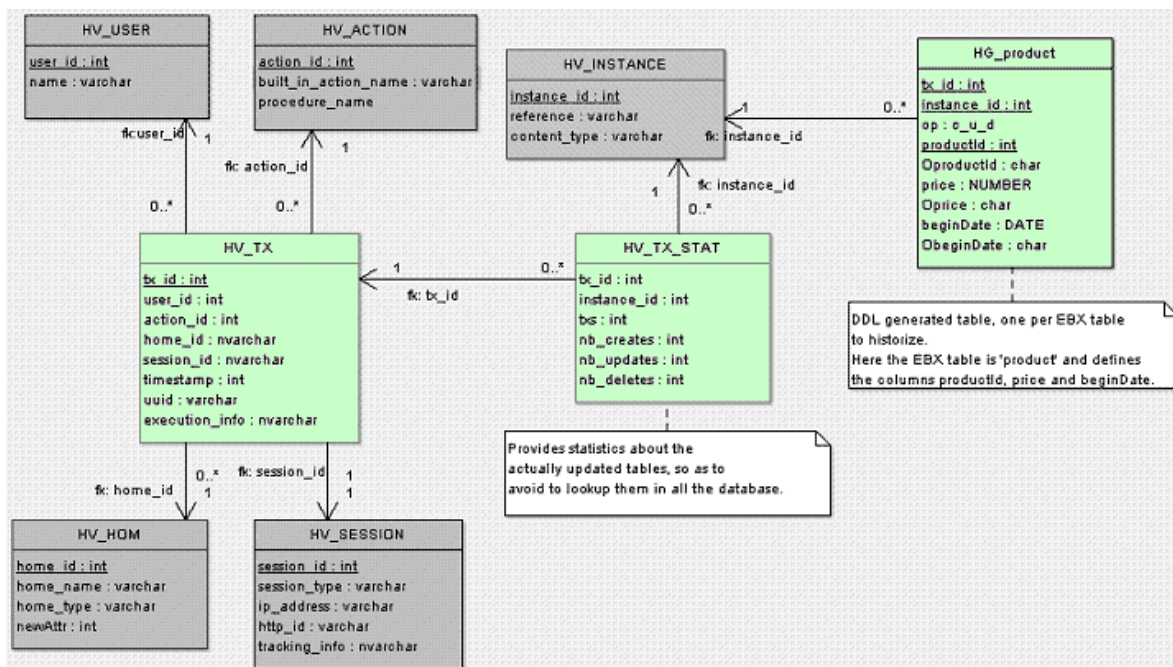 HV_USER
user_id : int
name : varchar
HV_ACTION
action_id : int
built_in_action_name : varchar
procedure_name
HV_INSTANCE
instance_id : int
reference : varchar
content_type : varchar
HG_product
tx_id : int
instance_id : int
op : c_u_d
productId : int
OproductId : char
price : NUMBER
Oprice : char
beginDate : DATE
ObeginDate : char
1
0..*
fk: instance_id
fk:user_id
1
1
fk: action_id
0..*
0..*
1
fk: instance_id
0..*
HV_TX
tx_id : int
user_id : int
action_id : int
home_id : nvarchar
session_id : nvarchar
timestamp : int
uuid : varchar
execution_info : nvarchar
1
0..*
fk: tx_id
HV_TX_STAT
tx_id : int
instance_id : int
txs : int
nb_creates : int
nb_updates : int
nb_deletes : int
DDL generated table, one per EBX table
to historize.
Here the EBX table is 'product' and defines
the columns productId, price and beginDate.
Provides statistics about the
actually updated tables, so as to
avoid to lookup them in all the database.
0..*
fk: session_id
1
fk: home_id
1
1
HV_HOM
home_id : int
home_name : varchar
home_type : varchar
newAttr : int
HV_SESSION
session_id : int
session_type : varchar
ip_address : varchar
http_id : varchar
tracking_info : nvarchar